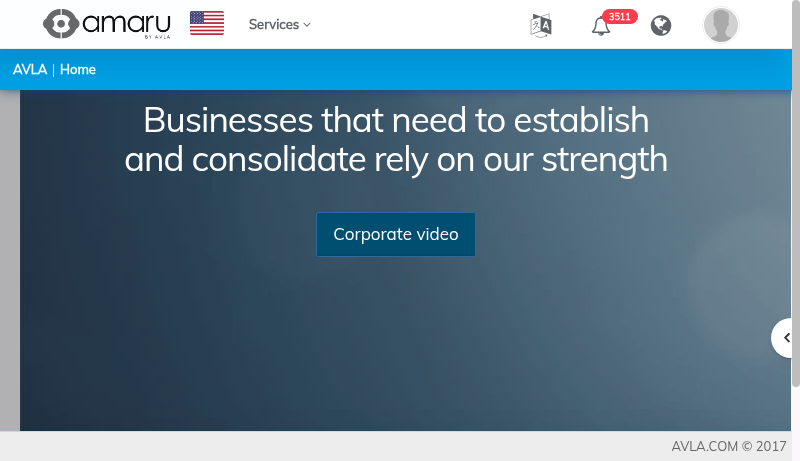 amaru
BY AVLA
Services
3511
AVLA | Home
Businesses that need to establish
and consolidate rely on our strength
Corporate video
AVLA.COM © 2017